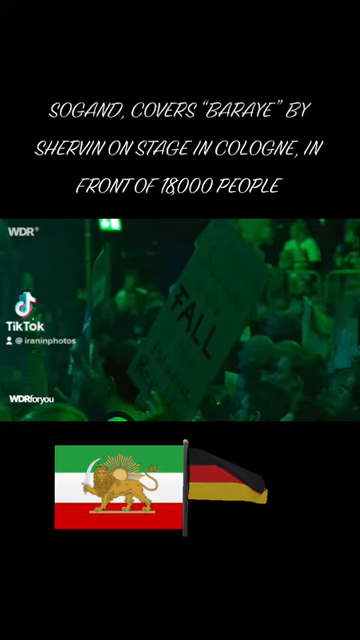 SOGAND, COVERS “BARAYE” BY
SHERVIN ON STAGE IN COLOGNE, IN
FRONT OF 18,000 PEOPLE
WDR
TikTok
@iraninphotos
FALL
WDRforyou